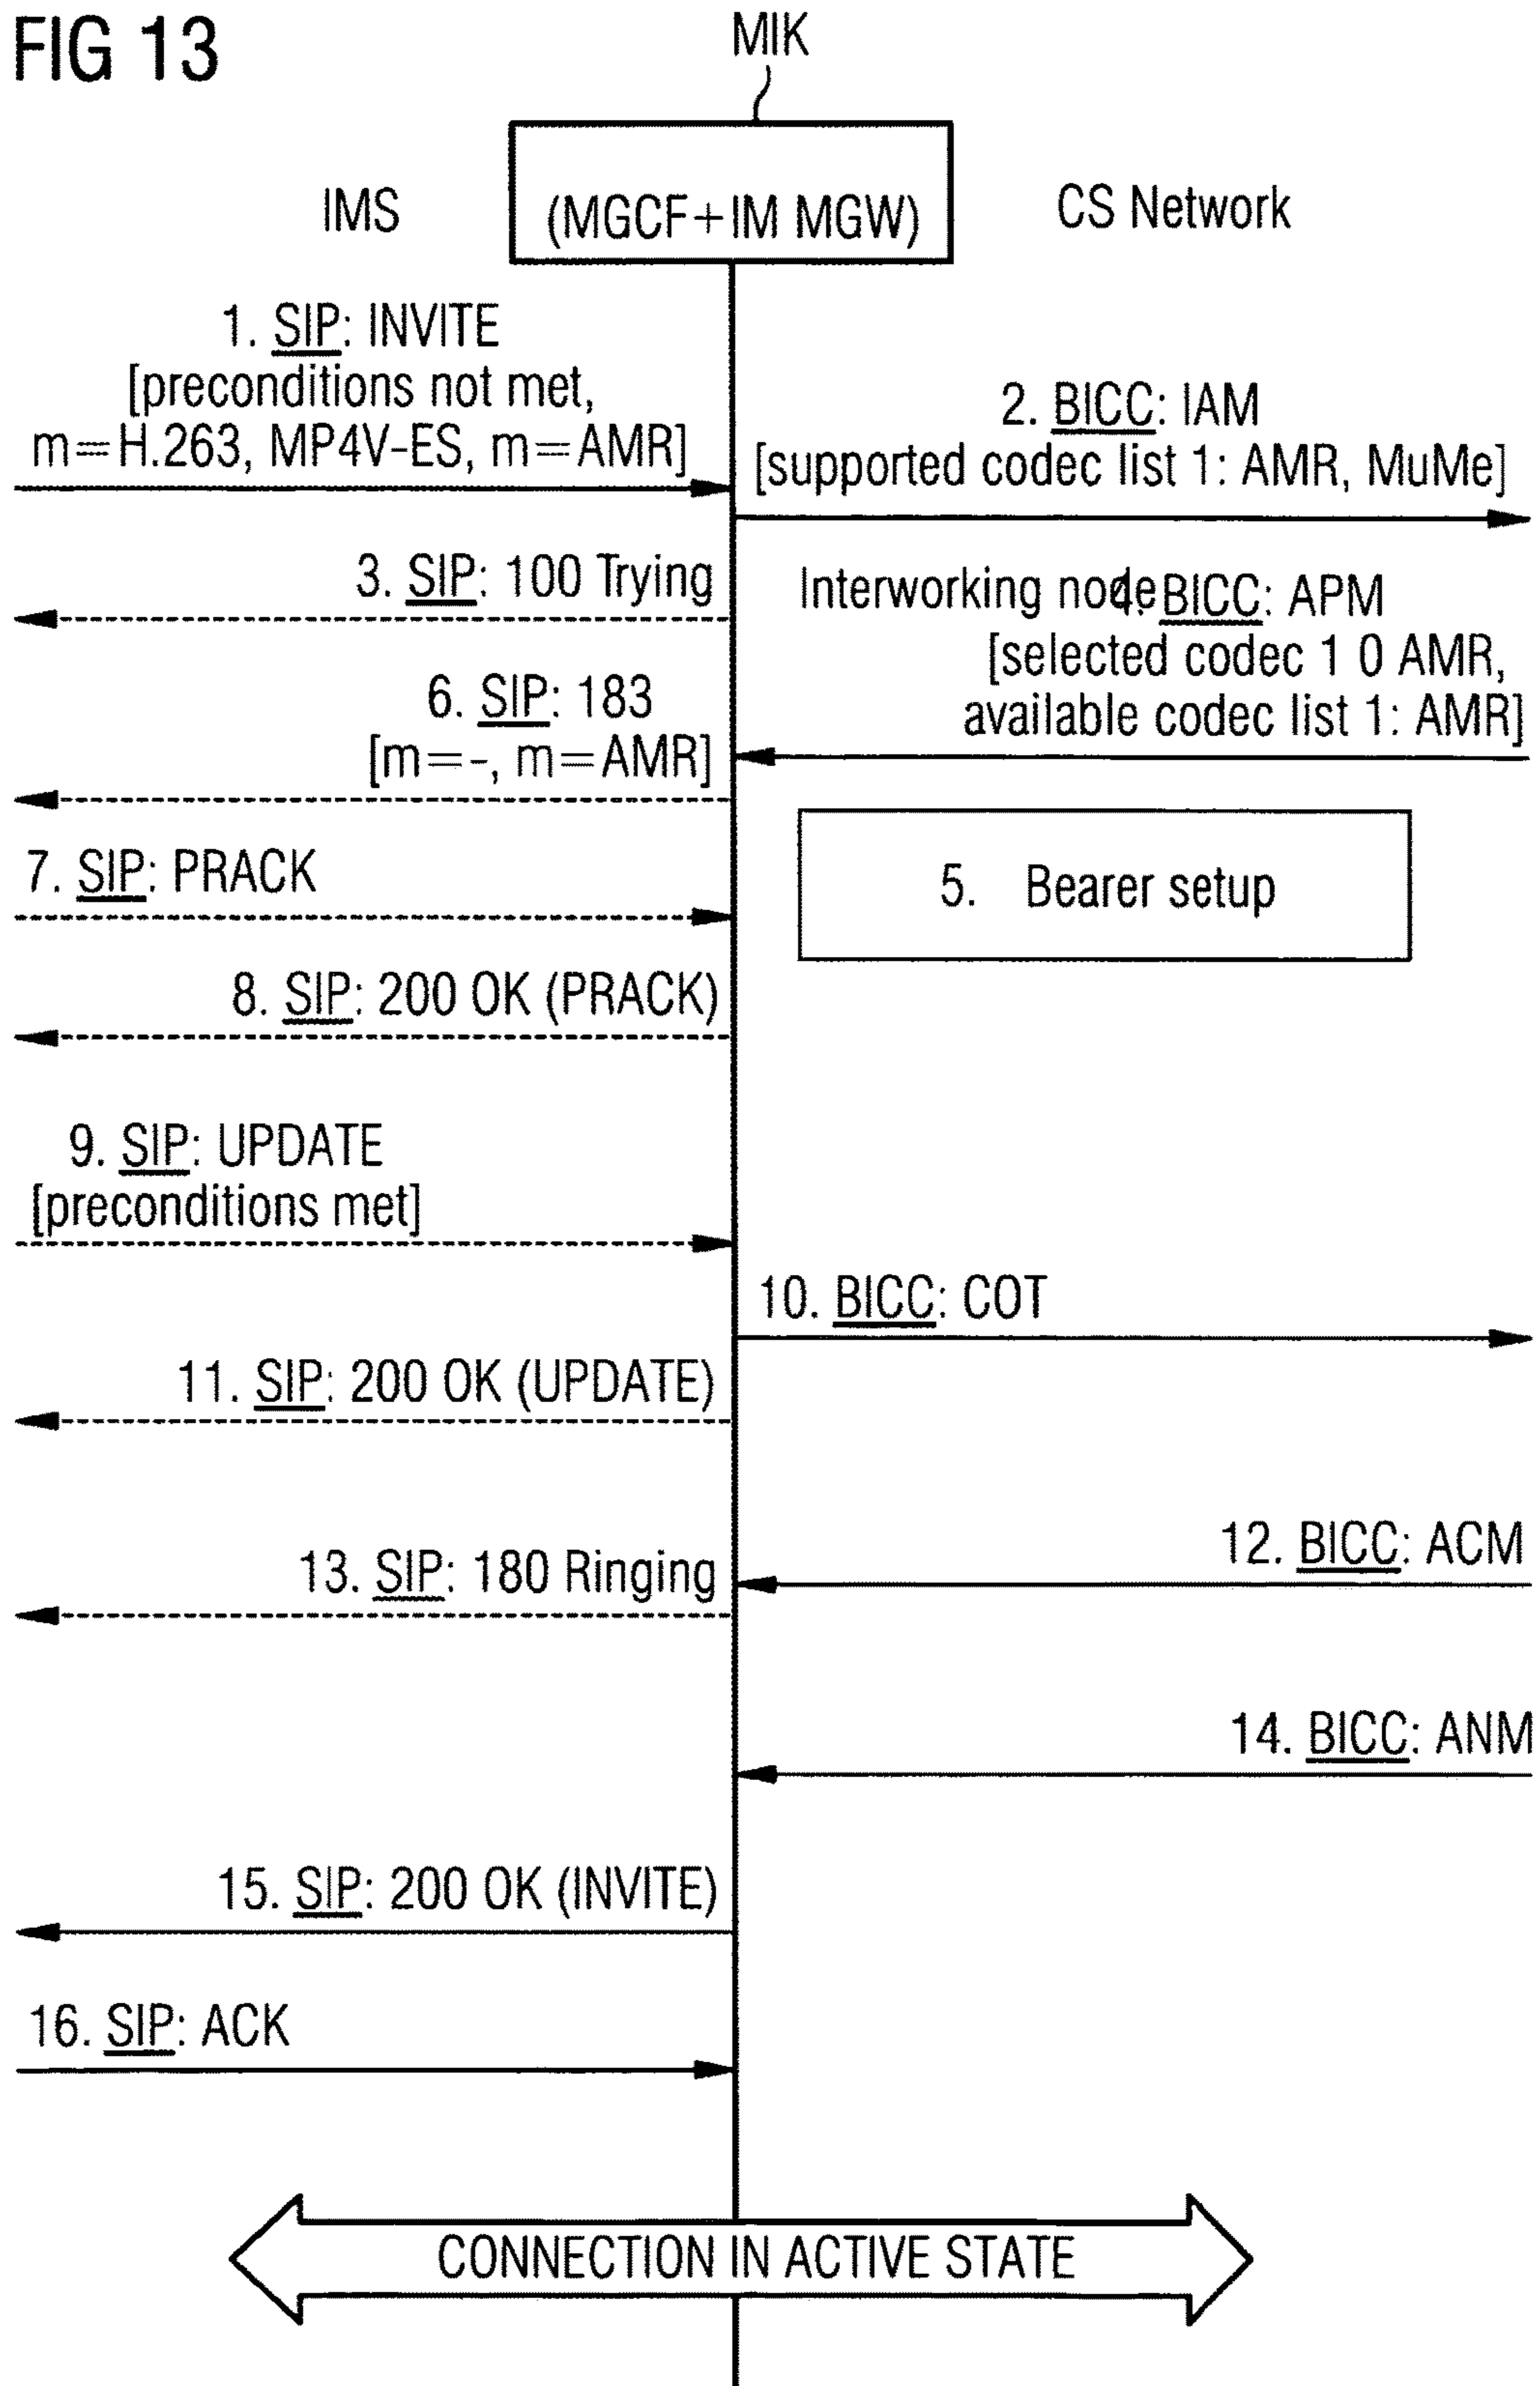 FIG 13
MIK
IMS
(MGCF+IM MGW)
CS Network
1. SIP: INVITE
[preconditions not met,
m=H.263, MP4V-ES, m=AMR]
2. BICC: IAM
[supported codec list 1: AMR, MuMe]
3. SIP: 100 Trying
Interworking node
4. BICC: APM
[selected codec 1 0 AMR,
available codec list 1: AMR]
6. SIP: 183
[m=-, m=AMR]
5. Bearer setup
7. SIP: PRACK
8. SIP: 200 OK (PRACK)
9. SIP: UPDATE
[preconditions met]
10. BICC: COT
11. SIP: 200 OK (UPDATE)
12. BICC: ACM
13. SIP: 180 Ringing
14. BICC: ANM
15. SIP: 200 OK (INVITE)
16. SIP: ACK
CONNECTION IN ACTIVE STATE